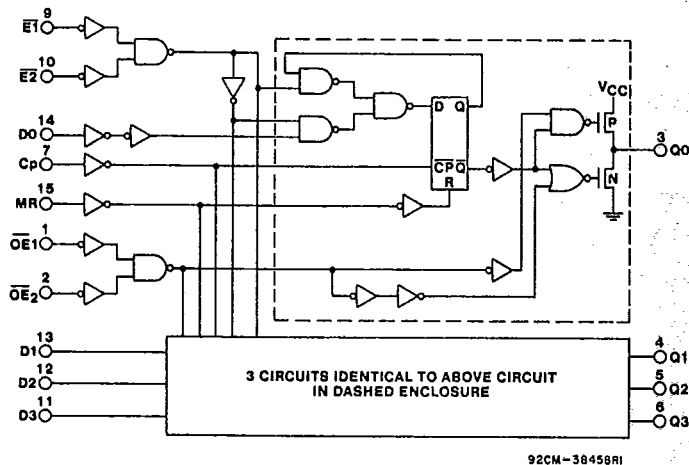 9
E1
10
E2
14
D0
7
Cp
15
MR
1
OE1
2
OE2
D Q
CP Q
R
VCC
P
N
3
Q0
13
D1
12
D2
11
D3
3 CIRCUITS IDENTICAL TO ABOVE CIRCUIT
IN DASHED ENCLOSURE
4
Q1
5
Q2
6
Q3
92CM-38458R1